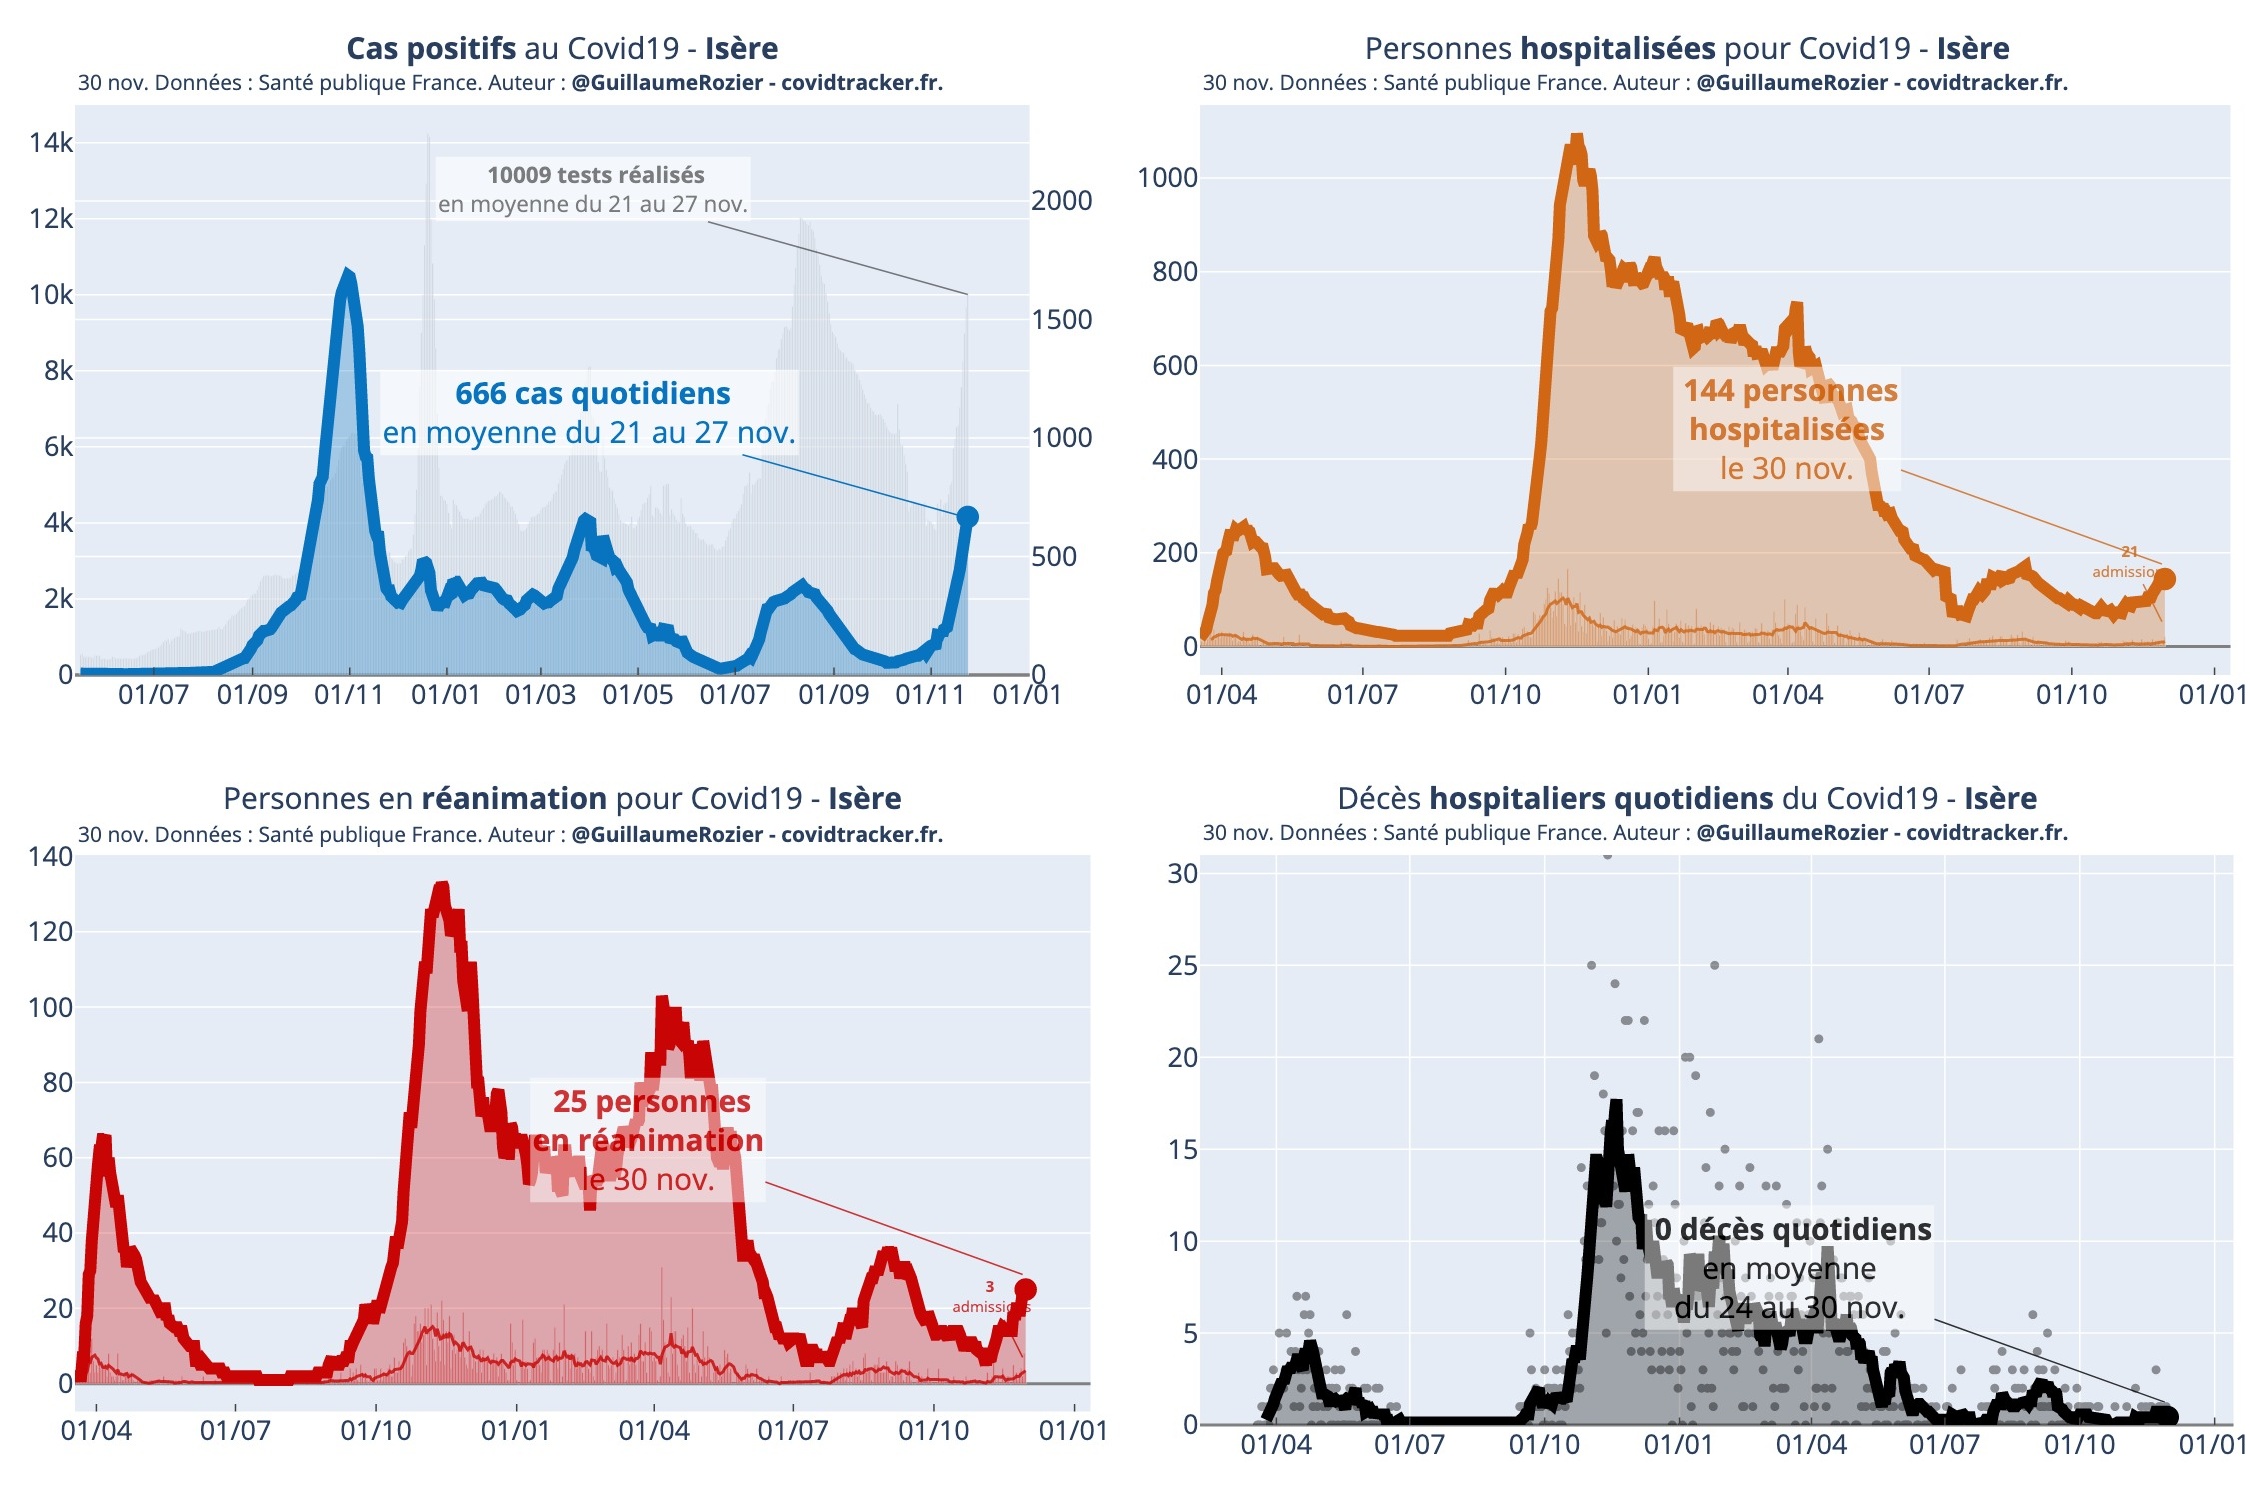 Cas positifs au Covid19 - Isère
30 nov. Données : Santé publique France. Auteur : @GuillaumeRozier - covidtracker.fr.
14k
12k
10k
8k
6k
4k
2k
0
2000
1500
1000
500
0
10009 tests réalisés
en moyenne du 21 au 27 nov.
666 cas quotidiens
en moyenne du 21 au 27 nov.
01/07 01/09 01/11 01/01 01/03 01/05 01/07 01/09 01/11 01/01
Personnes hospitalisées pour Covid19 - Isère
30 nov. Données : Santé publique France. Auteur : @GuillaumeRozier - covidtracker.fr.
1000
800
600
400
200
0
144 personnes
hospitalisées
le 30 nov.
21
admissions
01/04 01/07 01/10 01/01 01/04 01/07 01/10 01/01
Personnes en réanimation pour Covid19 - Isère
30 nov. Données : Santé publique France. Auteur : @GuillaumeRozier - covidtracker.fr.
140
120
100
80
60
40
20
0
25 personnes
en réanimation
le 30 nov.
3
admissions
01/04 01/07 01/10 01/01 01/04 01/07 01/10 01/01
Décès hospitaliers quotidiens du Covid19 - Isère
30 nov. Données : Santé publique France. Auteur : @GuillaumeRozier - covidtracker.fr.
30
25
20
15
10
5
0
0 décès quotidiens
en moyenne
du 24 au 30 nov.
01/04 01/07 01/10 01/01 01/04 01/07 01/10 01/01